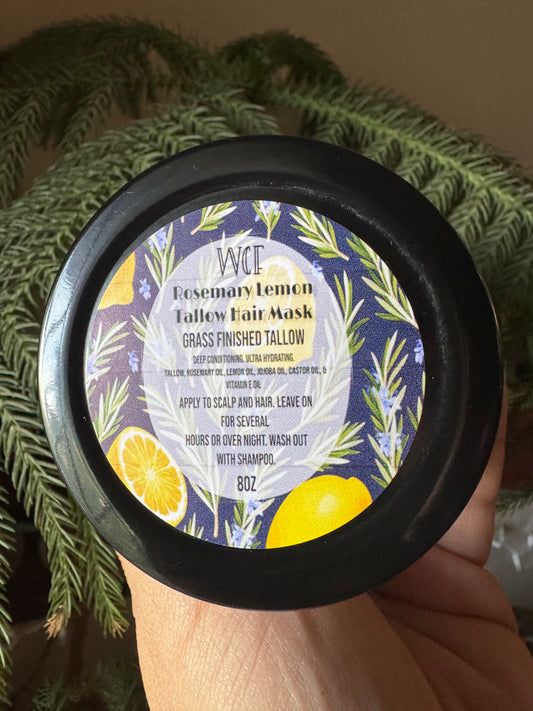 WCF
Rosemary Lemon
Tallow Hair Mask
GRASS FINISHED TALLOW
DEEP CONDITIONING, ULTRA HYDRATING.
TALLOW, ROSEMARY OIL, LEMON OIL, JOJOBA OIL, CASTOR OIL, &
VITAMIN E OIL
APPLY TO SCALP AND HAIR. LEAVE ON
FOR SEVERAL
HOURS OR OVER NIGHT. WASH OUT
WITH SHAMPOO.
8OZ